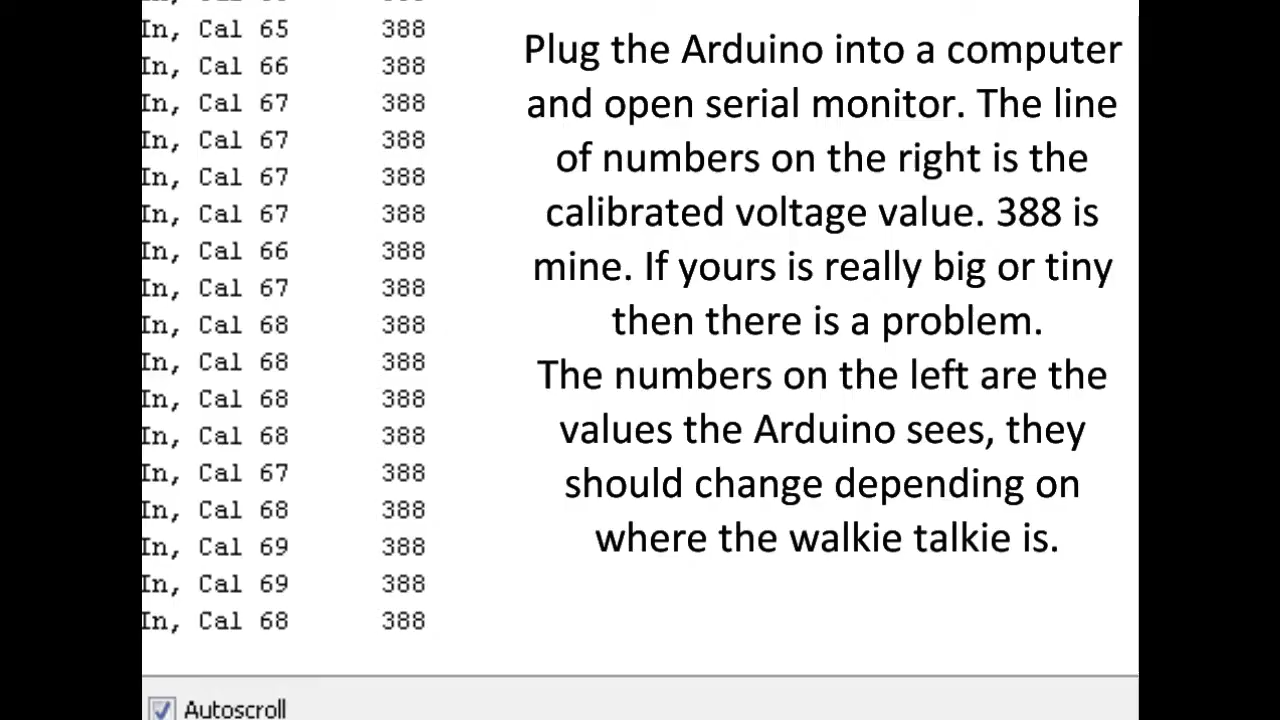 In, Cal 65 388
In, Cal 66 388
In, Cal 67 388
In, Cal 67 388
In, Cal 67 388
In, Cal 67 388
In, Cal 66 388
In, Cal 67 388
In, Cal 68 388
In, Cal 68 388
In, Cal 68 388
In, Cal 68 388
In, Cal 67 388
In, Cal 68 388
In, Cal 69 388
In, Cal 69 388
In, Cal 68 388
Autoscroll
Plug the Arduino into a computer
and open serial monitor. The line
of numbers on the right is the
calibrated voltage value. 388 is
mine. If yours is really big or tiny
then there is a problem.
The numbers on the left are the
values the Arduino sees, they
should change depending on
where the walkie talkie is.